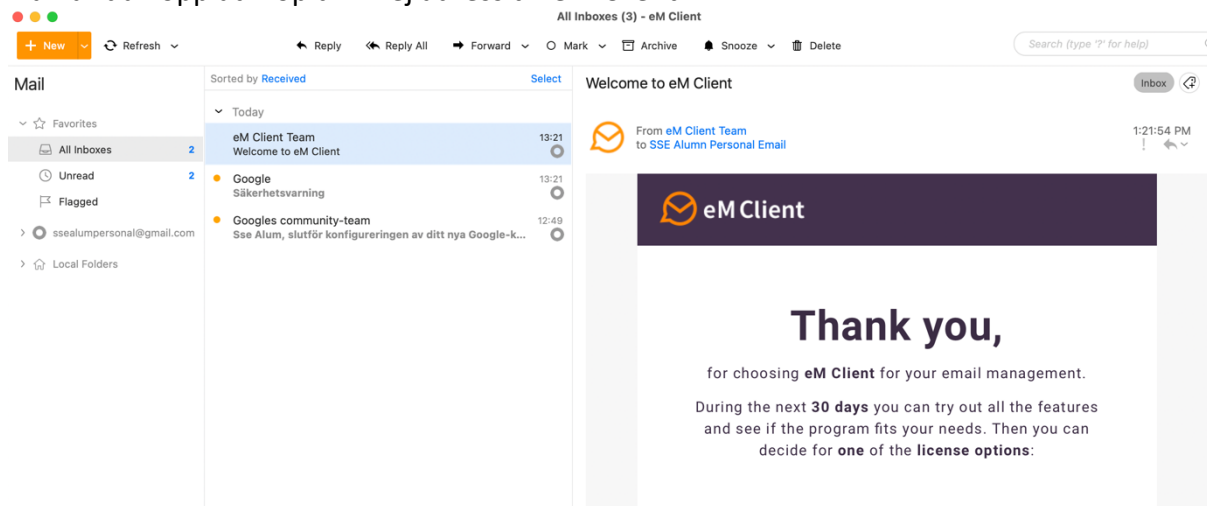 All Inboxes (3) - eM Client
New
Refresh
Reply
Reply All
Forward
Mark
Archive
Snooze
Delete
Search (type '?' for help)
Mail
Favorites
All Inboxes 2
Unread 2
Flagged
ssealumpersonal@gmail.com
Local Folders
Sorted by Received Select
Today
eM Client Team 13:21
Welcome to eM Client
Google 13:21
Säkerhetsvarning
Googles community-team 12:49
Sse Alum, slutför konfigureringen av ditt nya Google-k...
Welcome to eM Client
Inbox
From eM Client Team 1:21:54 PM
to SSE Alumn Personal Email
eM Client
Thank you,
for choosing eM Client for your email management.
During the next 30 days you can try out all the features
and see if the program fits your needs. Then you can
decide for one of the license options: